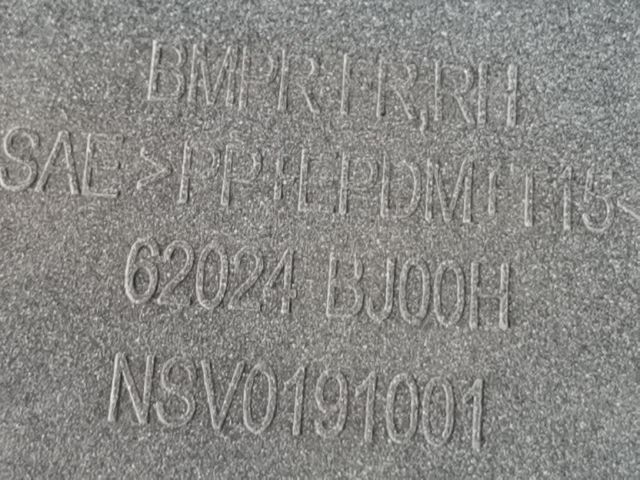 BMPR FR,RH
SAE >PP+EPDM+T15<
62024 BJ00H
NSV0191001